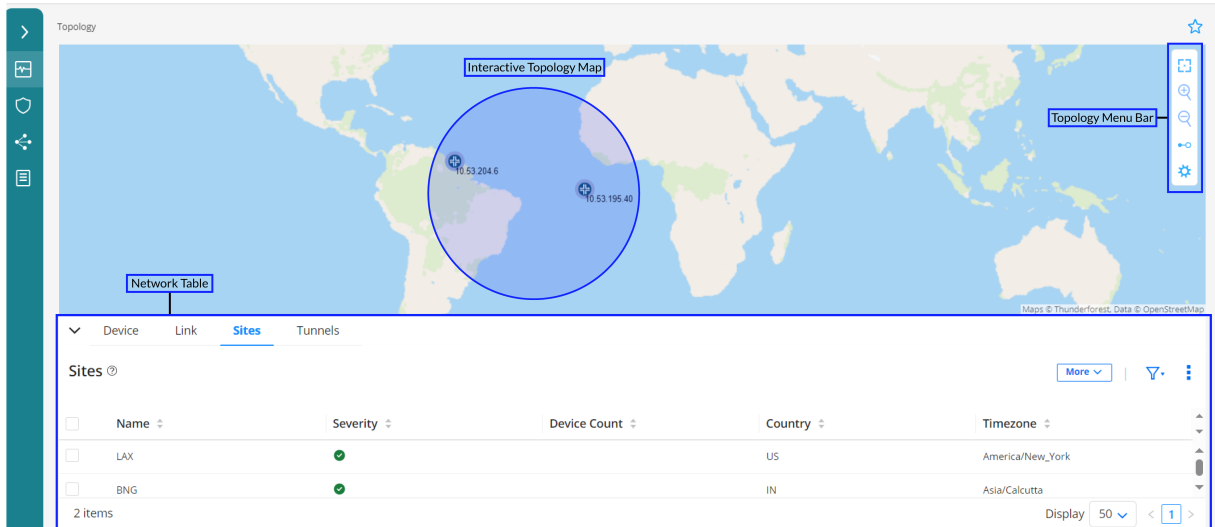 Topology
Interactive Topology Map
Topology Menu Bar
10.53.204.6
10.53.195.40
Network Table
Maps © Thunderforest, Data © OpenStreetMap
Device Link Sites Tunnels
Sites
More
Name Severity Device Count Country Timezone
LAX US America/New_York
BNG IN Asia/Calcutta
2 items Display 50 < 1 >